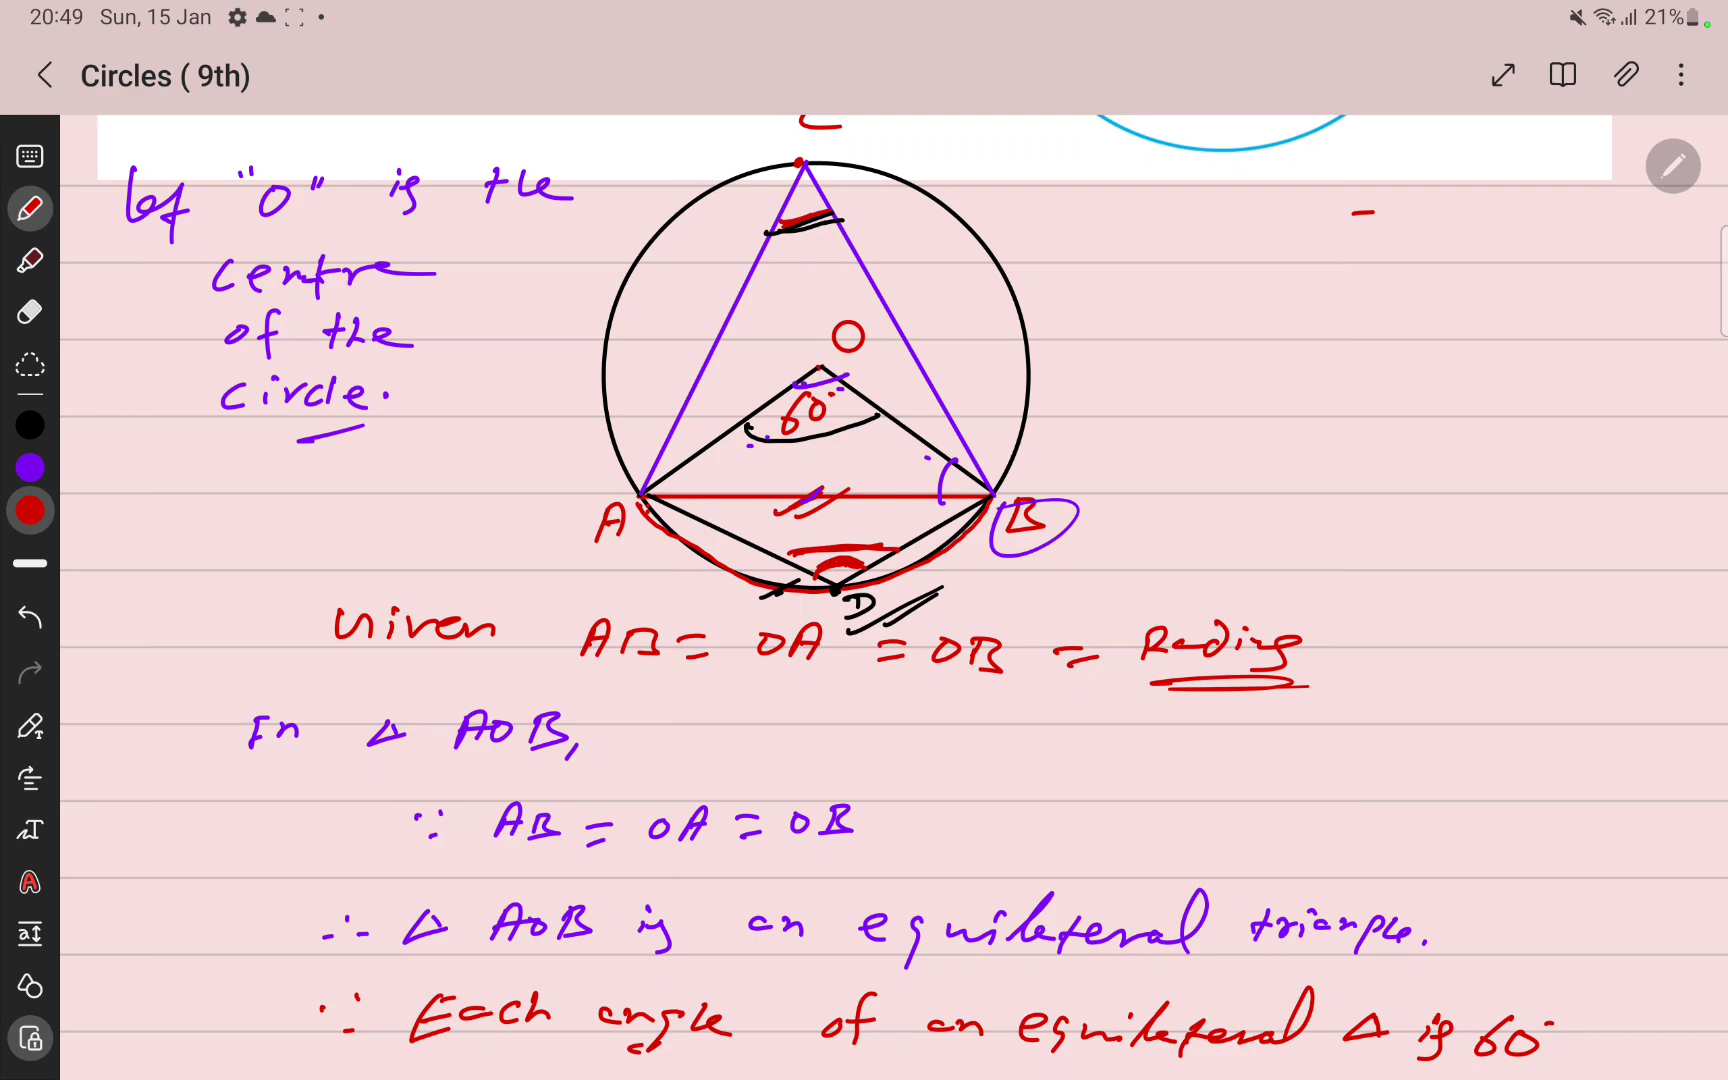 20:49 Sun, 15 Jan 21%
Circles ( 9th)
C
let "O" is the
centre
of the
circle.
O
60°
A
B
D
Given AB = OA = OB = Radius
In △ AOB,
∵ AB = OA = OB
∴ △ AOB is an equilateral triangle.
∵ Each angle of an equilateral △ is 60°